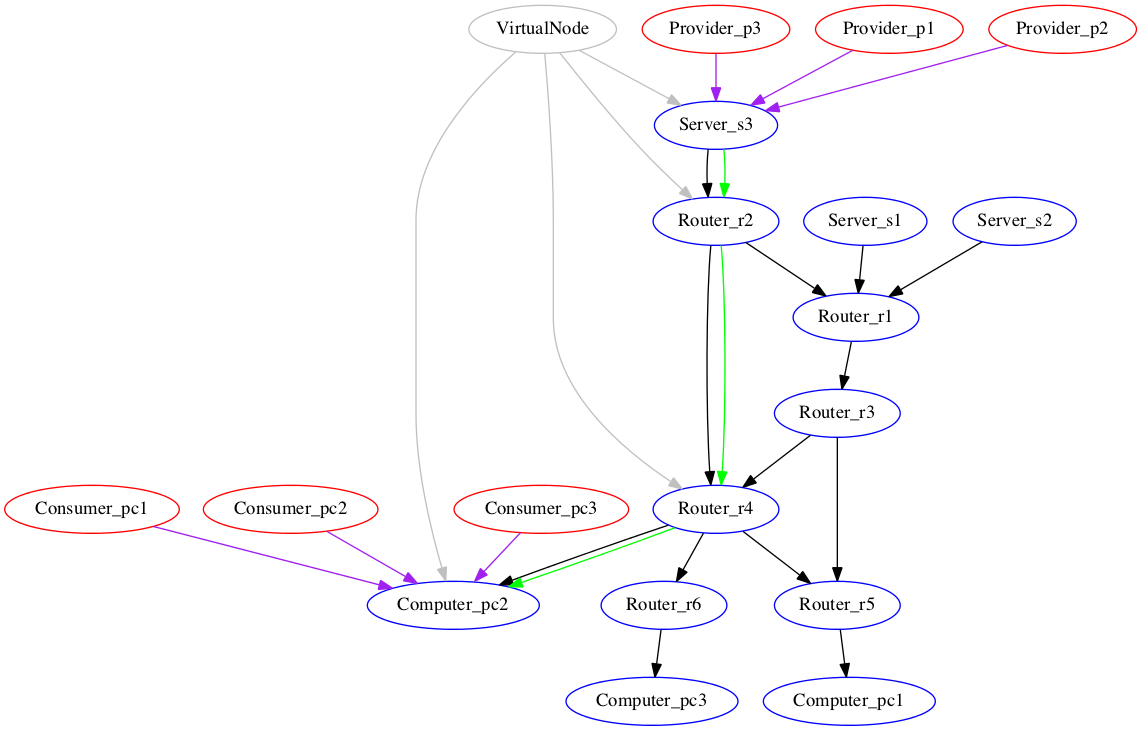 VirtualNode
Provider_p3
Provider_p1
Provider_p2
Server_s3
Router_r2
Server_s1
Server_s2
Router_r1
Router_r3
Consumer_pc1
Consumer_pc2
Consumer_pc3
Router_r4
Computer_pc2
Router_r6
Router_r5
Computer_pc3
Computer_pc1